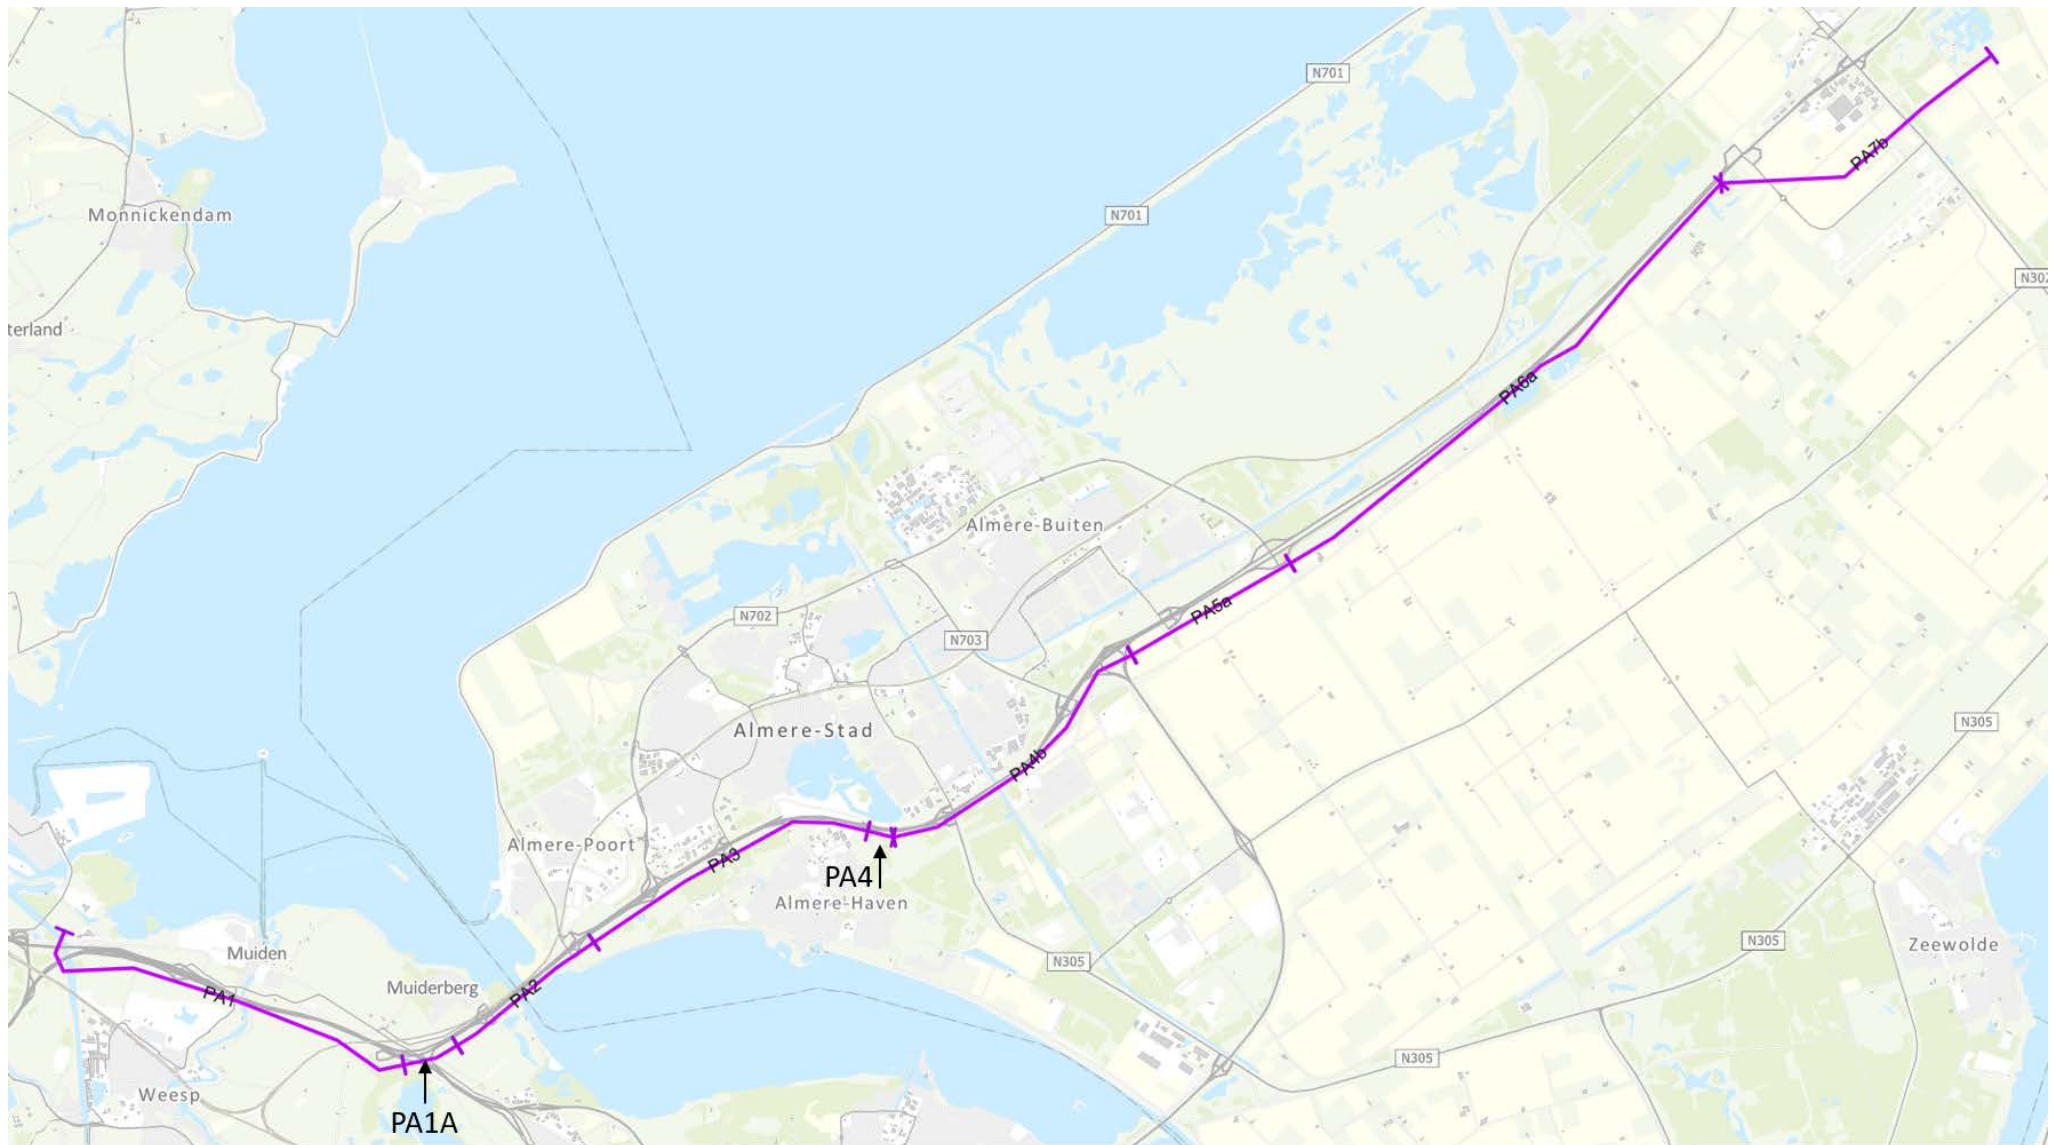 N701
PA7b
Monnickendam
N701
N302
terland
PA6a
Almere-Buiten
N702
PA5a
N703
N305
Almere-Stad
PA4b
Almere-Poort
PA3
PA4
Almere-Haven
Muiden
N305
N305
Zeewolde
Muiderberg
PA1
PA2
N305
Weesp
PA1A